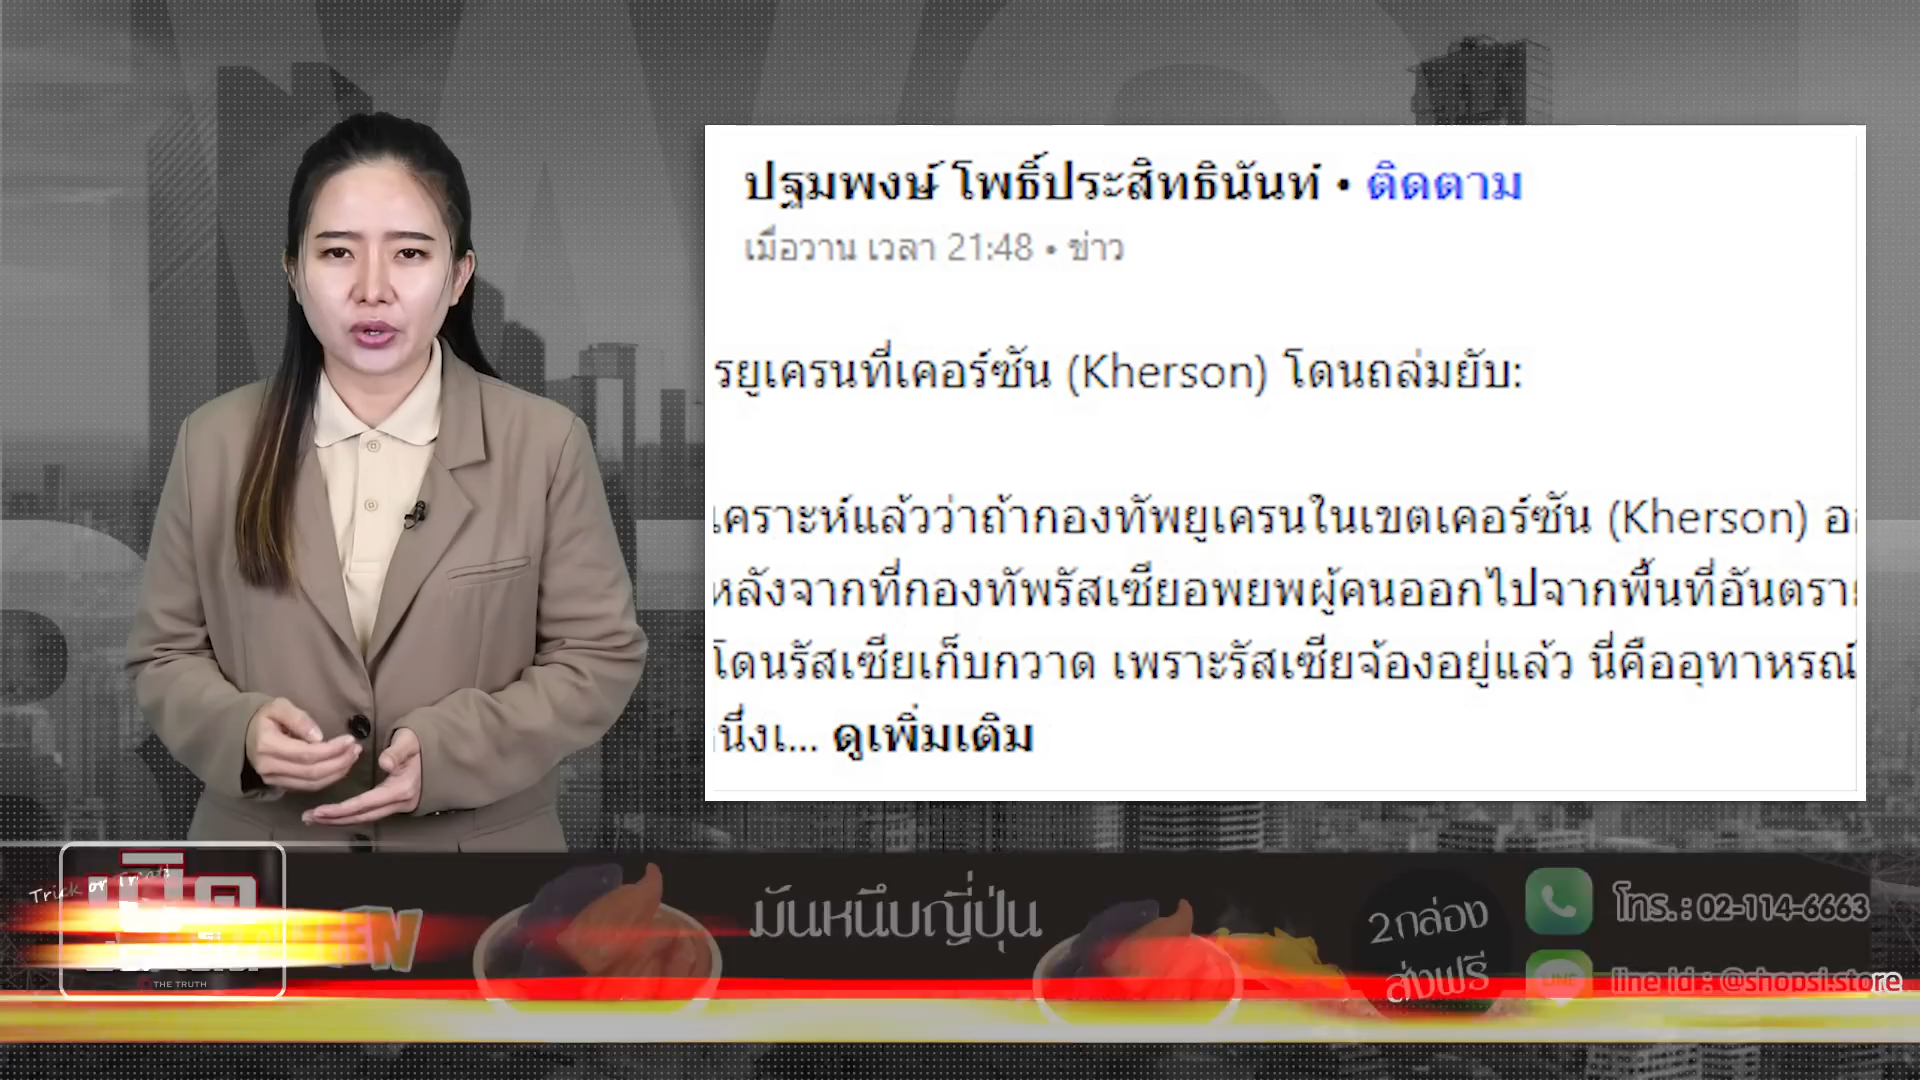 ปฐมพงษ์ โพธิ์ประสิทธินันท์ • ติดตาม
เมื่อวาน เวลา 21:48 • ข่าว
รยูเครนที่เคอร์ซัน (Kherson) โดนถล่มยับ:
เคราะห์แล้วว่าถ้ากองทัพยูเครนในเขตเคอร์ซัน (Kherson) อ
หลังจากที่กองทัพรัสเซียอพยพผู้คนออกไปจากพื้นที่อันตรา
โดนรัสเซียเก็บกวาด เพราะรัสเซียจ้องอยู่แล้ว นี่คืออุทาหรณ์
นึ่งเ... ดูเพิ่มเติม
Trick or Treat
THE TRUTH
มันหนึบญี่ปุ่น
2กล่อง
ส่งฟรี
โทร. : 02-114-6663
line id : @shopsi.store